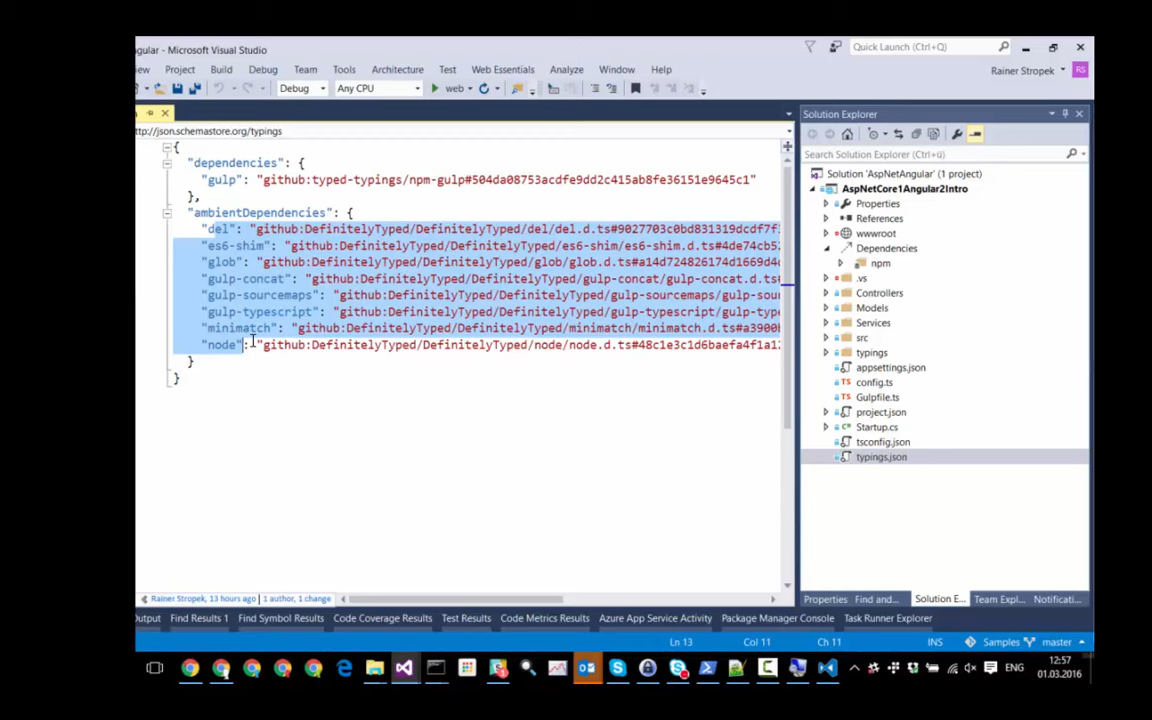 ngular - Microsoft Visual Studio
Quick Launch (Ctrl+Q)
ew Project Build Debug Team Tools Architecture Test Web Essentials Analyze Window Help
Rainer Stropek RS
Debug Any CPU web
ttp://json.schemastore.org/typings
{
"dependencies": {
"gulp": "github:typed-typings/npm-gulp#504da08753acdfe9dd2c415ab8fe36151e9645c1"
},
"ambientDependencies": {
"del": "github:DefinitelyTyped/DefinitelyTyped/del/del.d.ts#9027703c0bd831319dcdf7f
"es6-shim": "github:DefinitelyTyped/DefinitelyTyped/es6-shim/es6-shim.d.ts#4de74cb5
"glob": "github:DefinitelyTyped/DefinitelyTyped/glob/glob.d.ts#a14d724826174d1669d4
"gulp-concat": "github:DefinitelyTyped/DefinitelyTyped/gulp-concat/gulp-concat.d.ts
"gulp-sourcemaps": "github:DefinitelyTyped/DefinitelyTyped/gulp-sourcemaps/gulp-sou
"gulp-typescript": "github:DefinitelyTyped/DefinitelyTyped/gulp-typescript/gulp-type
"minimatch": "github:DefinitelyTyped/DefinitelyTyped/minimatch/minimatch.d.ts#a3900
"node": "github:DefinitelyTyped/DefinitelyTyped/node/node.d.ts#48c1e3c1d6baefa4f1a1
}
}
Solution Explorer
Search Solution Explorer (Ctrl+ü)
Solution 'AspNetAngular' (1 project)
AspNetCore1Angular2Intro
Properties
References
wwwroot
Dependencies
npm
.vs
Controllers
Models
Services
src
typings
appsettings.json
TS config.ts
TS Gulpfile.ts
project.json
Startup.cs
tsconfig.json
typings.json
Rainer Stropek, 13 hours ago | 1 author, 1 change
Properties Find and... Solution E... Team Expl... Notificati...
utput Find Results 1 Find Symbol Results Code Coverage Results Test Results Code Metrics Results Azure App Service Activity Package Manager Console Task Runner Explorer
Ln 13 Col 11 Ch 11 INS Samples master
ENG 12:57
01.03.2016